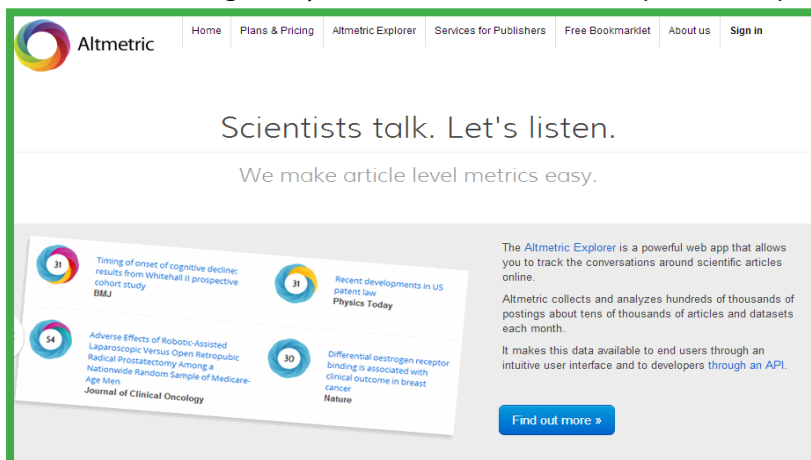 Altmetric
Home Plans & Pricing Altmetric Explorer Services for Publishers Free Bookmarklet About us Sign in
Scientists talk. Let's listen.
We make article level metrics easy.
31
Timing of onset of cognitive decline:
results from Whitehall II prospective
cohort study
BMJ
31
Recent developments in US
patent law
Physics Today
54
Adverse Effects of Robotic-Assisted
Laparoscopic Versus Open Retropubic
Radical Prostatectomy Among a
Nationwide Random Sample of Medicare-
Age Men
Journal of Clinical Oncology
30
Differential oestrogen receptor
binding is associated with
clinical outcome in breast
cancer
Nature
The Altmetric Explorer is a powerful web app that allows
you to track the conversations around scientific articles
online.
Altmetric collects and analyzes hundreds of thousands of
postings about tens of thousands of articles and datasets
each month.
It makes this data available to end users through an
intuitive user interface and to developers through an API.
Find out more »